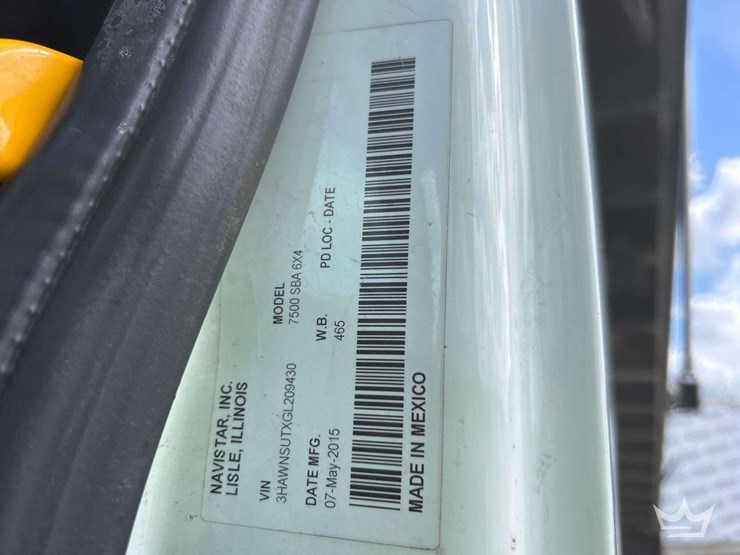 NAVISTAR, INC.
LISLE, ILLINOIS
VIN
3HAWNSUTXGL209430
MODEL
7500 SBA 6X4
DATE MFG.
07-May-2015
W.B.
465
PD LOC - DATE
MADE IN MEXICO